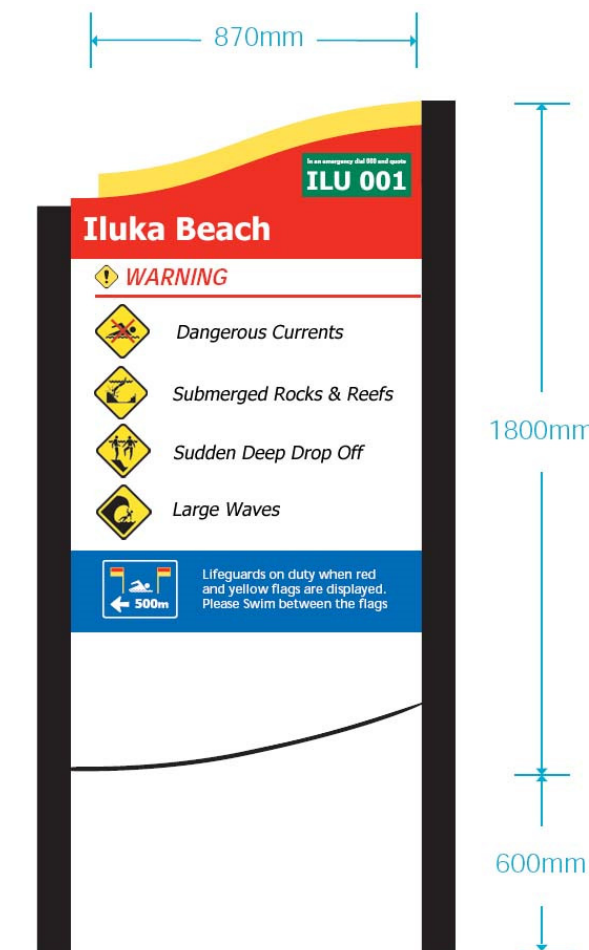 870mm
In an emergency dial 000 and quote
ILU 001
Iluka Beach
! WARNING
Dangerous Currents
Submerged Rocks & Reefs
Sudden Deep Drop Off
Large Waves
1800mm
500m
Lifeguards on duty when red
and yellow flags are displayed.
Please Swim between the flags
600mm